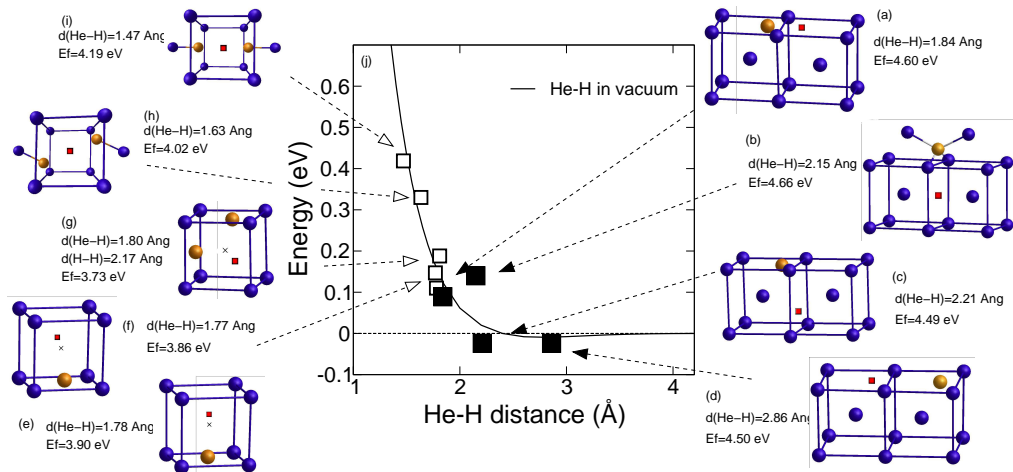 (i)
d(He−H)=1.47 Ang
Ef=4.19 eV
(h)
d(He−H)=1.63 Ang
Ef=4.02 eV
(g)
d(He−H)=1.80 Ang
d(H−H)=2.17 Ang
Ef=3.73 eV
(f)
d(He−H)=1.77 Ang
Ef=3.86 eV
(e)
d(He−H)=1.78 Ang
Ef=3.90 eV
(j)
He-H in vacuum
Energy (eV)
0.6
0.5
0.4
0.3
0.2
0.1
0
-0.1
1
2
3
4
He-H distance (Å)
(a)
d(He−H)=1.84 Ang
Ef=4.60 eV
(b)
d(He−H)=2.15 Ang
Ef=4.66 eV
(c)
d(He−H)=2.21 Ang
Ef=4.49 eV
(d)
d(He−H)=2.86 Ang
Ef=4.50 eV